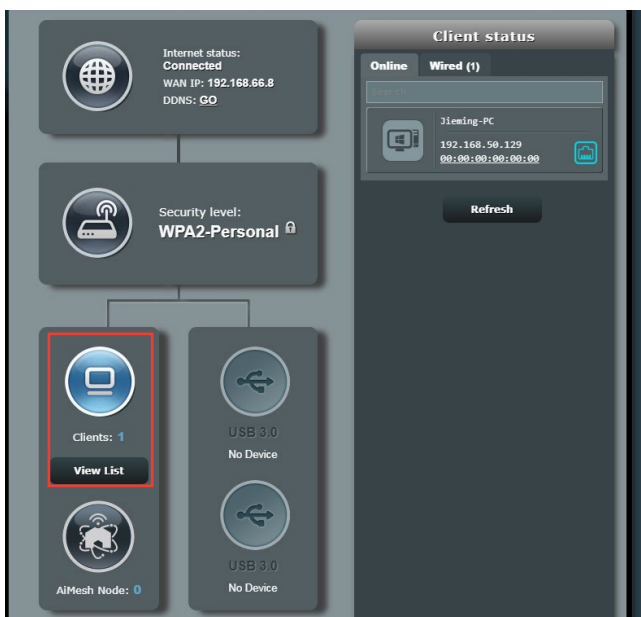 Internet status:
Connected
WAN IP: 192.168.66.8
DDNS: GO
Security level:
WPA2-Personal
Clients: 1
View List
AiMesh Node: 0
USB 3.0
No Device
USB 3.0
No Device
Client status
Online Wired (1)
Search
Jieming-PC
192.168.50.129
00:00:00:00:00:00
Refresh